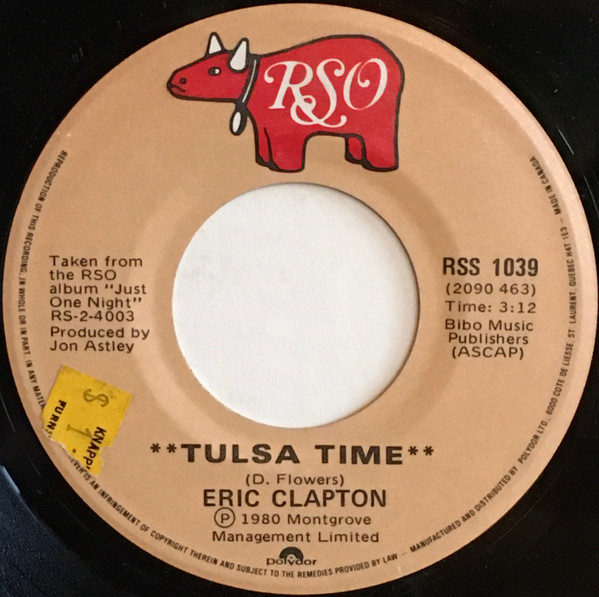 RSO
Taken from
the RSO
album "Just
One Night"
RS-2-4003
Produced by
Jon Astley
RSS 1039
(2090 463)
Time: 3:12
Bibo Music
Publishers
(ASCAP)
$1.
KNAPP
FURN
**TULSA TIME**
(D. Flowers)
ERIC CLAPTON
Ⓟ 1980 Montgrove
Management Limited
polydor
REPRODUCTION OF THIS RECORDING, IN WHOLE OR IN PART, IN ANY IS AN INFRINGEMENT OF COPYRIGHT THEREIN AND SUBJECT TO THE REMEDIES PROVIDED BY LAW – MANUFACTURED AND DISTRIBUTED BY POLYDOR LTD., 6000 COTE DE LIESSE, ST LAURENT, QUEBEC H4T 1E3 – MADE IN CANADA